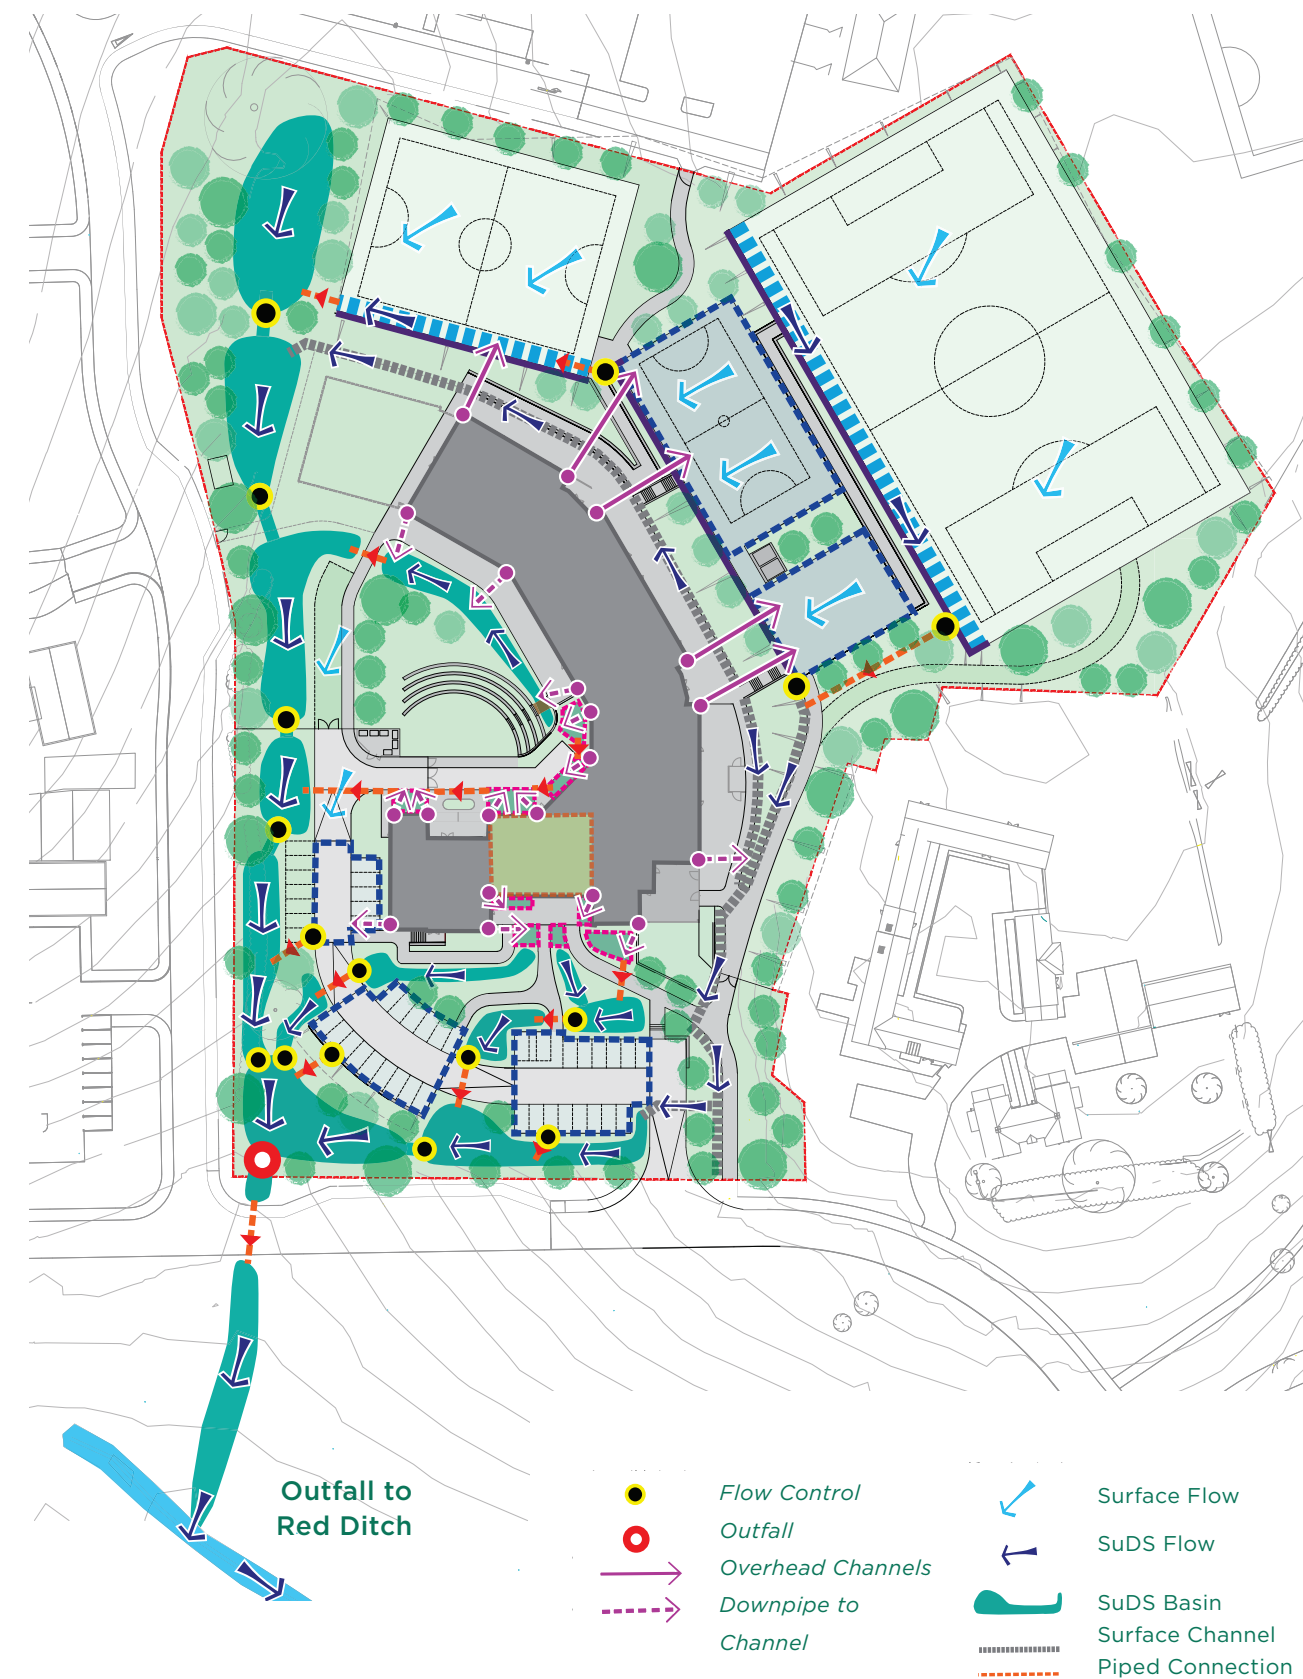 Outfall to
Red Ditch
Flow Control
Outfall
Overhead Channels
Downpipe to
Channel
Surface Flow
SuDS Flow
SuDS Basin
Surface Channel
Piped Connection